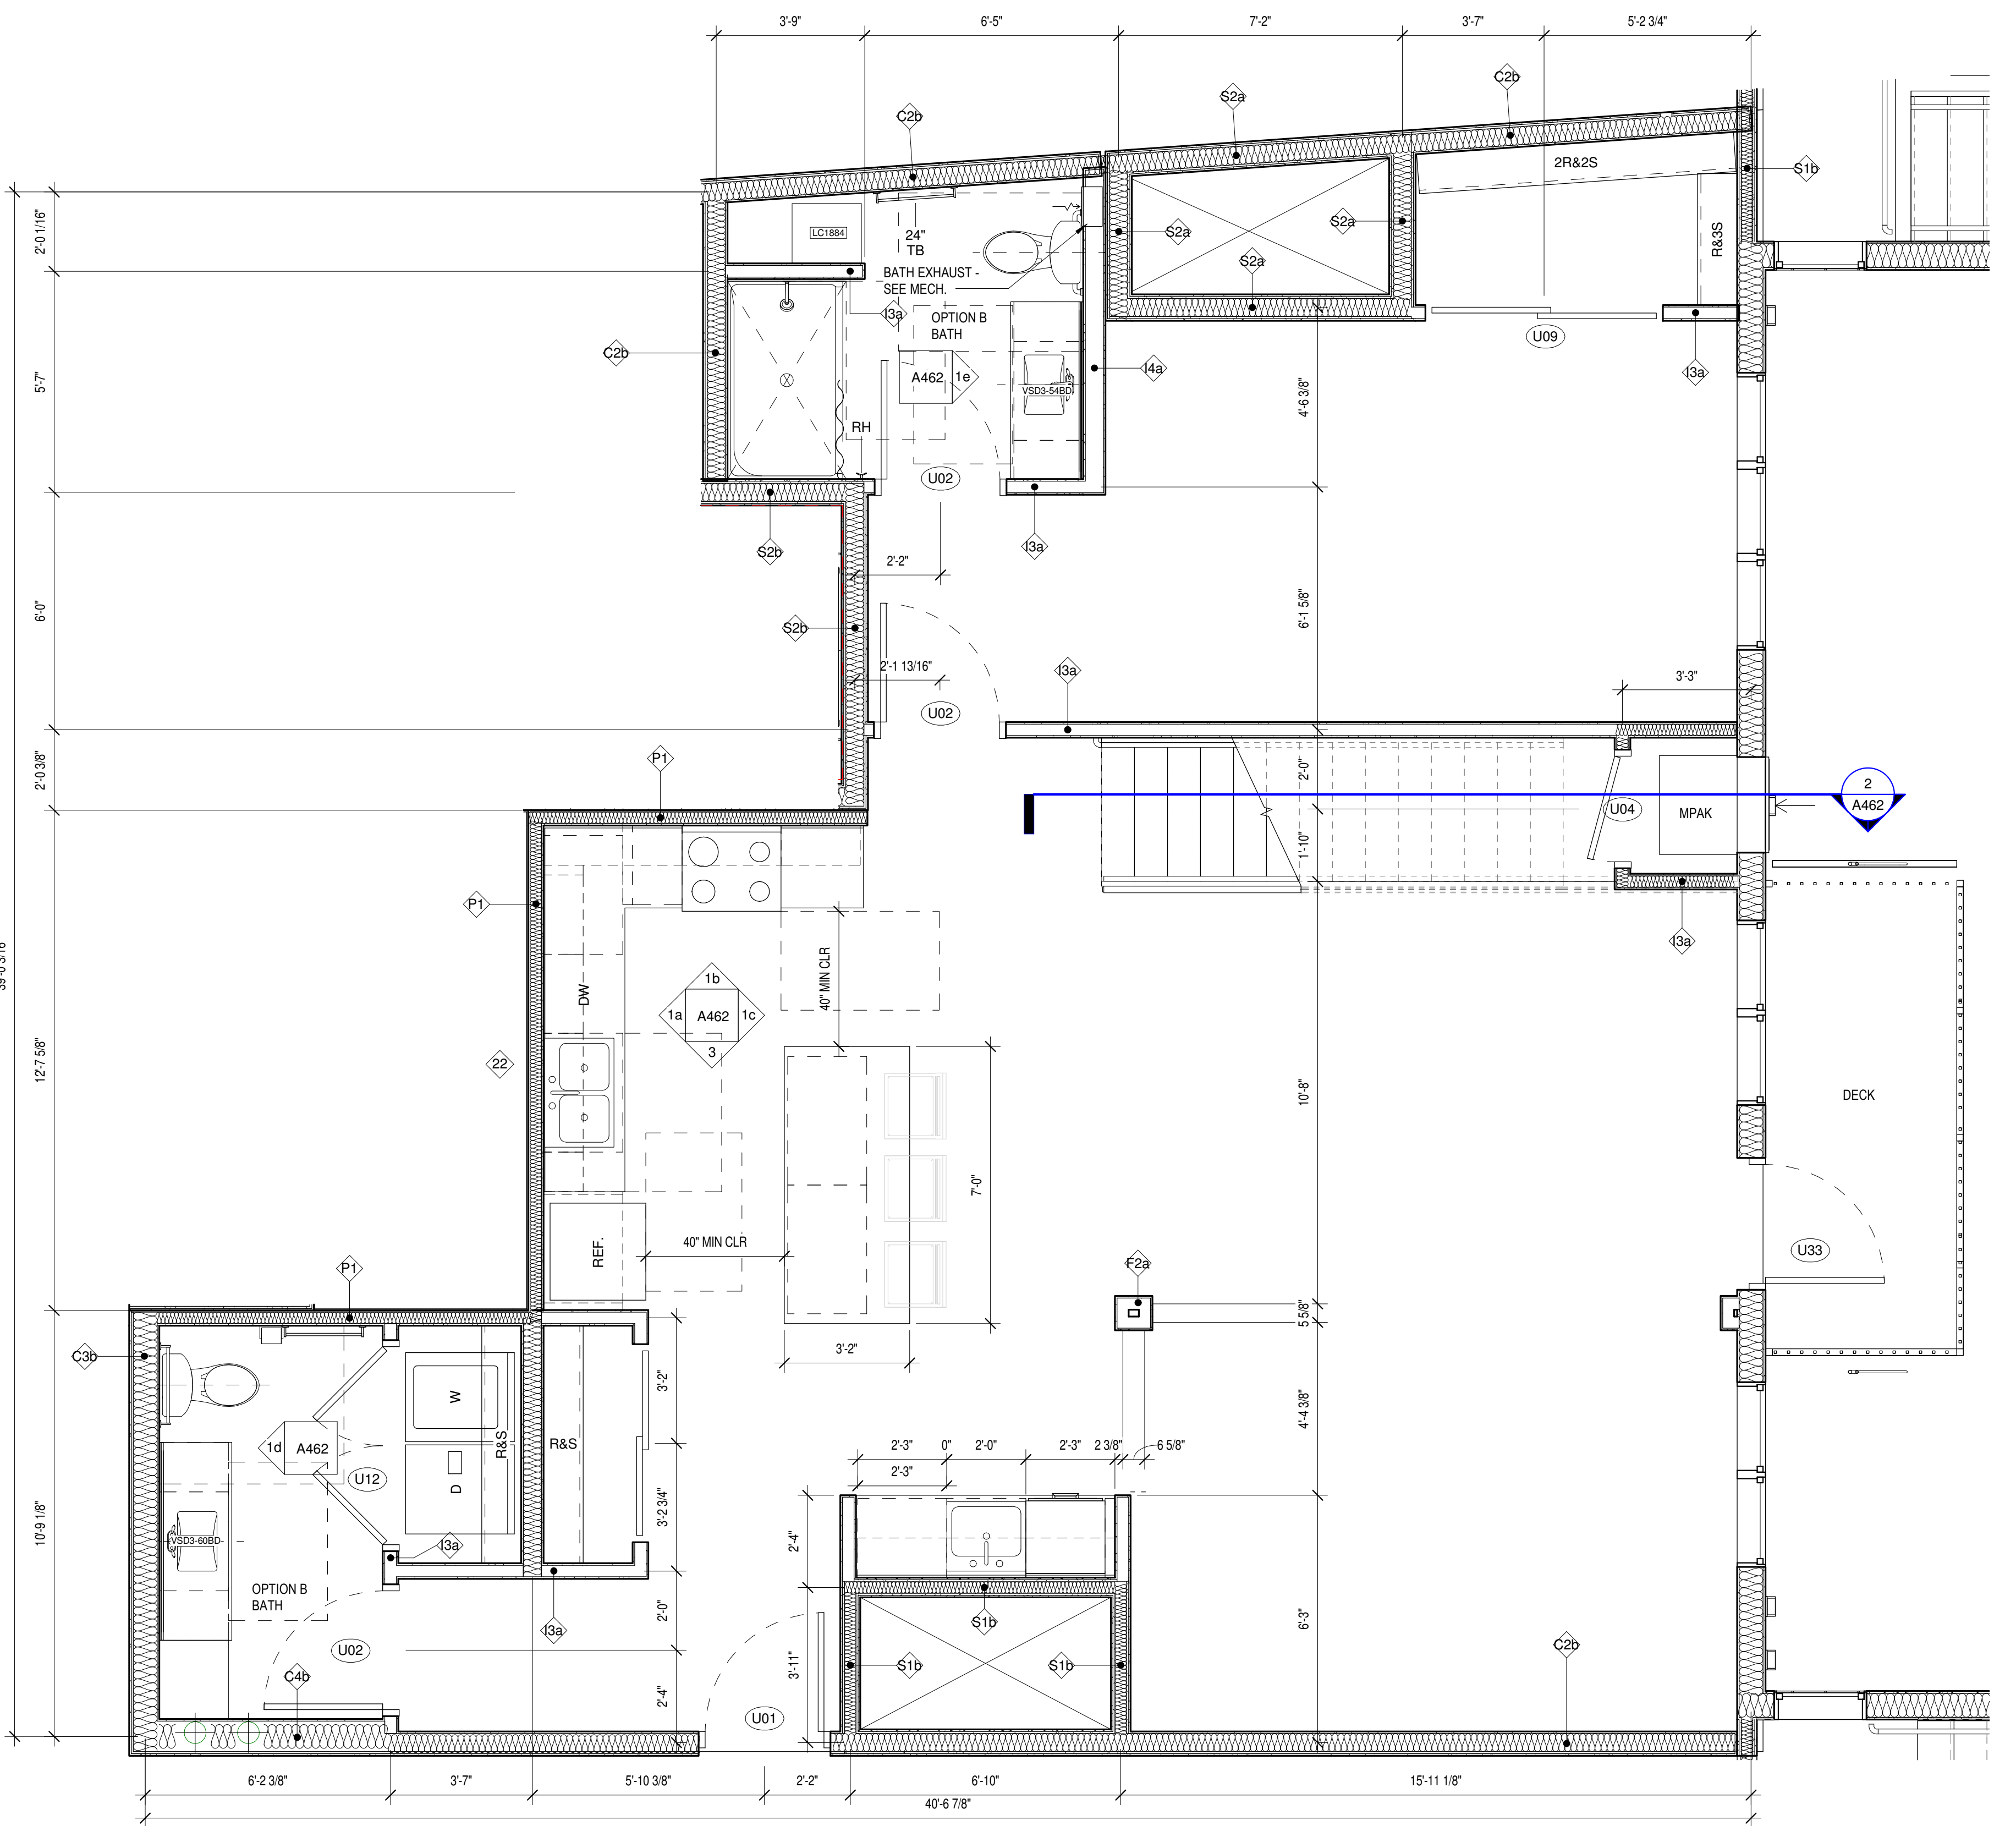 3'-9"
6'-5"
7'-2"
3'-7"
5'-2 3/4"
C2b
S2a
C2b
2R&2S
S1b
2'-0 1/16"
LC1884
24"
TB
S2a
S2a
S2a
R&3S
BATH EXHAUST -
SEE MECH.
I3a
OPTION B
BATH
U09
C2b
5'-7"
A462
1e
VSD3-54BD
I4a
I3a
4'-6 3/8"
RH
U02
S2b
I3a
2'-2"
6'-0"
S2b
6'-1 5/8"
2'-1 13/16"
I3a
3'-3"
U02
P1
2'-0 3/8"
2'-0"
U04
MPAK
2
A462
1'-10"
P1
I3a
40" MIN CLR
DW
1b
1a
A462
1c
3
39'-0 3/16"
12'-7 5/8"
22
10'-8"
DECK
7'-0"
REF.
40" MIN CLR
U33
P1
F2a
5 5/8"
C3b
3'-2"
3'-2"
4'-4 3/8"
W
1d
A462
R&S
R&S
2'-3"
0"
2'-0"
2'-3"
2 3/8"
6 5/8"
2'-3"
U12
D
3'-2 3/4"
10'-9 1/8"
VSD3-60BD
I3a
2'-4"
OPTION B
BATH
I3a
2'-0"
S1b
6'-3"
U02
C4b
3'-11"
S1b
S1b
C2b
2'-4"
U01
6'-2 3/8"
3'-7"
5'-10 3/8"
2'-2"
6'-10"
15'-11 1/8"
40'-6 7/8"